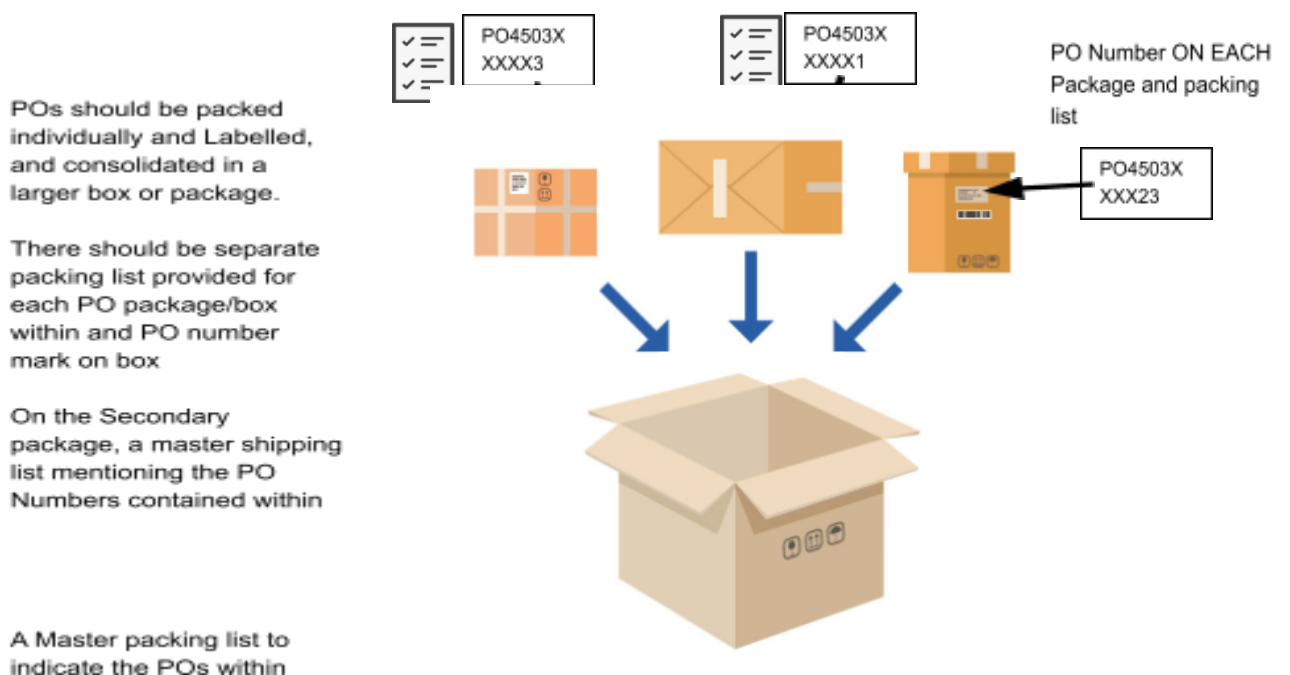 PO4503X
XXXX3
PO4503X
XXXX1
PO Number ON EACH
Package and packing
list
PO4503X
XXX23
POs should be packed
individually and Labelled,
and consolidated in a
larger box or package.
There should be separate
packing list provided for
each PO package/box
within and PO number
mark on box
On the Secondary
package, a master shipping
list mentioning the PO
Numbers contained within
A Master packing list to
indicate the POs within